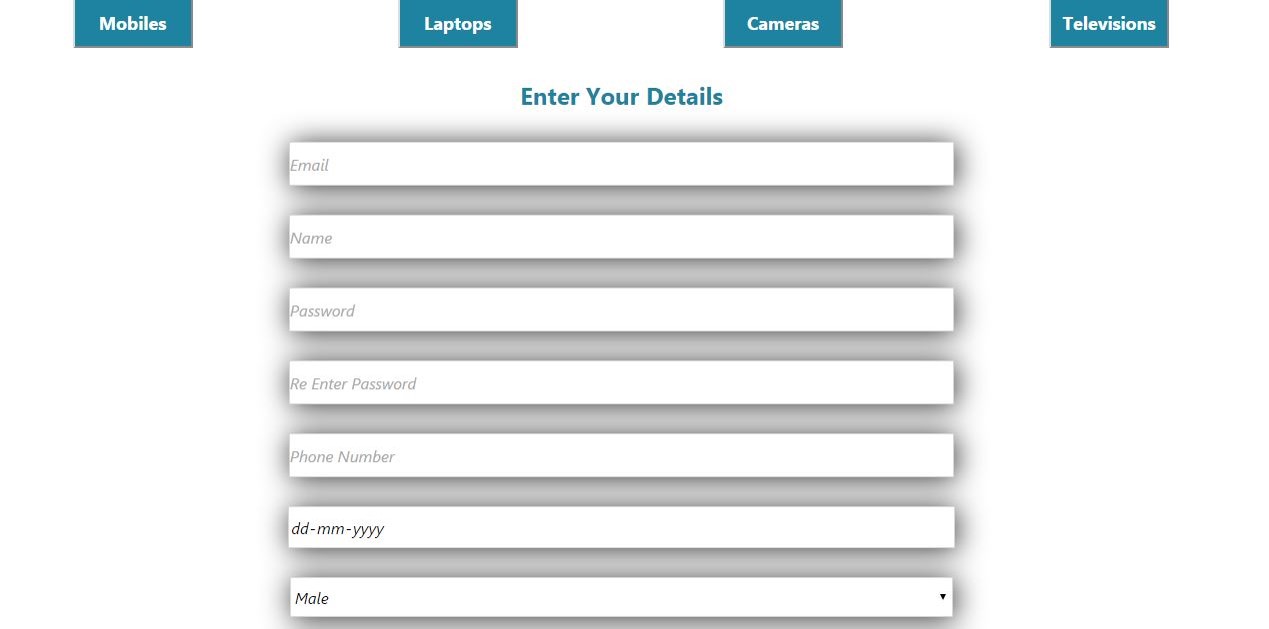 Mobiles Laptops Cameras Televisions
Enter Your Details
Email
Name
Password
Re Enter Password
Phone Number
dd-mm-yyyy
Male